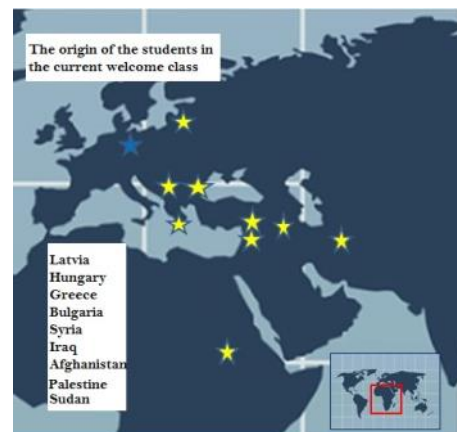 The origin of the students in
the current welcome class
Latvia
Hungary
Greece
Bulgaria
Syria
Iraq
Afghanistan
Palestine
Sudan